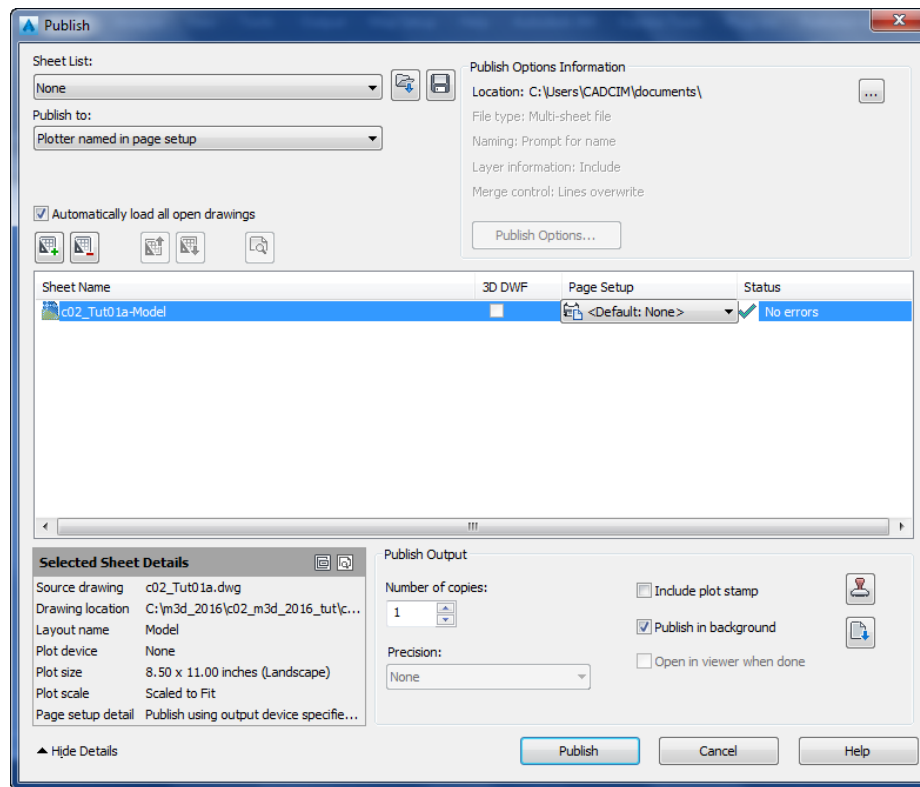 Publish
Sheet List:
None
Publish to:
Plotter named in page setup
Automatically load all open drawings
Publish Options Information
Location: C:\Users\CADCIM\documents\
...
File type: Multi-sheet file
Naming: Prompt for name
Layer information: Include
Merge control: Lines overwrite
Publish Options...
Sheet Name 3D DWF Page Setup Status
c02_Tut01a-Model <Default: None> No errors
Selected Sheet Details
Source drawing c02_Tut01a.dwg
Drawing location C:\m3d_2016\c02_m3d_2016_tut\c...
Layout name Model
Plot device None
Plot size 8.50 x 11.00 inches (Landscape)
Plot scale Scaled to Fit
Page setup detail Publish using output device specifie...
Publish Output
Number of copies:
1
Precision:
None
Include plot stamp
Publish in background
Open in viewer when done
Hide Details
Publish Cancel Help